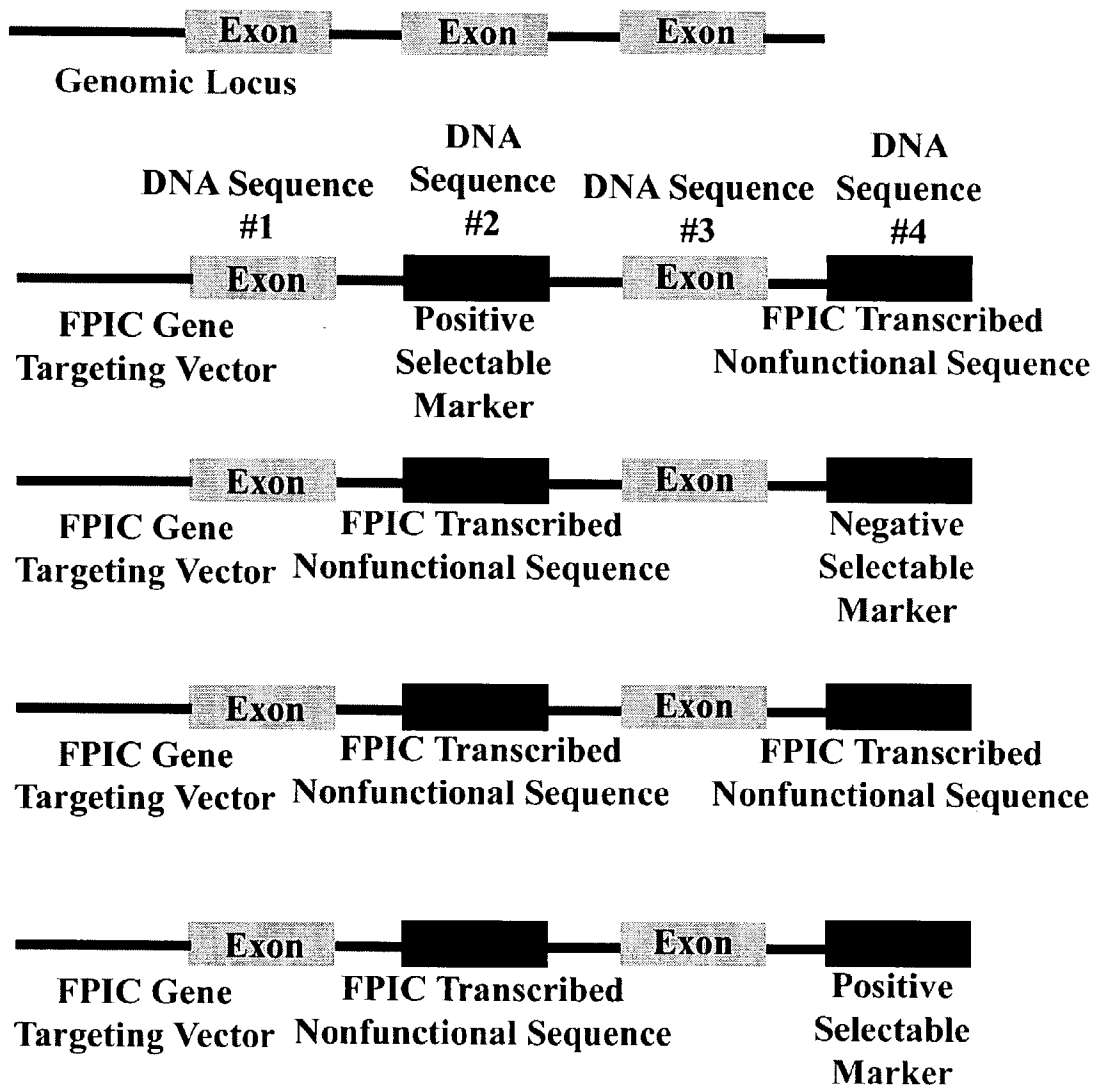 Exon Exon Exon
Genomic Locus
DNA Sequence
#1
DNA
Sequence
#2
DNA Sequence
#3
DNA
Sequence
#4
Exon Exon
FPIC Gene
Targeting Vector
Positive
Selectable
Marker
FPIC Transcribed
Nonfunctional Sequence
Exon Exon
FPIC Gene
Targeting Vector
FPIC Transcribed
Nonfunctional Sequence
Negative
Selectable
Marker
Exon Exon
FPIC Gene
Targeting Vector
FPIC Transcribed
Nonfunctional Sequence
FPIC Transcribed
Nonfunctional Sequence
Exon Exon
FPIC Gene
Targeting Vector
FPIC Transcribed
Nonfunctional Sequence
Positive
Selectable
Marker